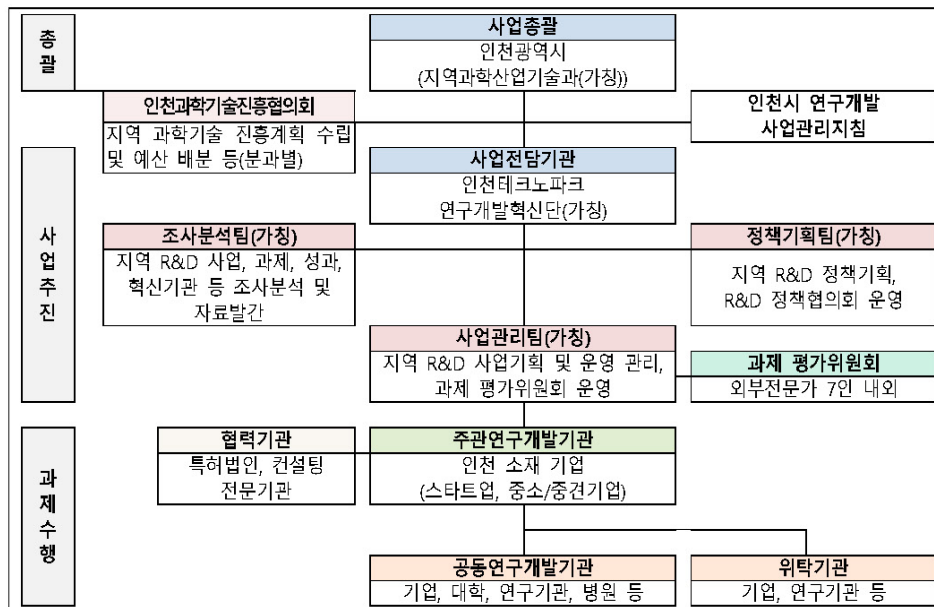 총괄
사업총괄
인천광역시
(지역과학산업기술과(가칭))
인천과학기술진흥협의회
지역 과학기술 진흥계획 수립
및 예산 배분 등(분과별)
인천시 연구개발
사업관리지침
사업추진
사업전담기관
인천테크노파크
연구개발혁신단(가칭)
조사분석팀(가칭)
지역 R&D 사업, 과제, 성과,
혁신기관 등 조사분석 및
자료발간
정책기획팀(가칭)
지역 R&D 정책기획,
R&D 정책협의회 운영
사업관리팀(가칭)
지역 R&D 사업기획 및 운영 관리,
과제 평가위원회 운영
과제 평가위원회
외부전문가 7인 내외
과제수행
협력기관
특허법인, 컨설팅
전문기관
주관연구개발기관
인천 소재 기업
(스타트업, 중소/중견기업)
공동연구개발기관
기업, 대학, 연구기관, 병원 등
위탁기관
기업, 연구기관 등